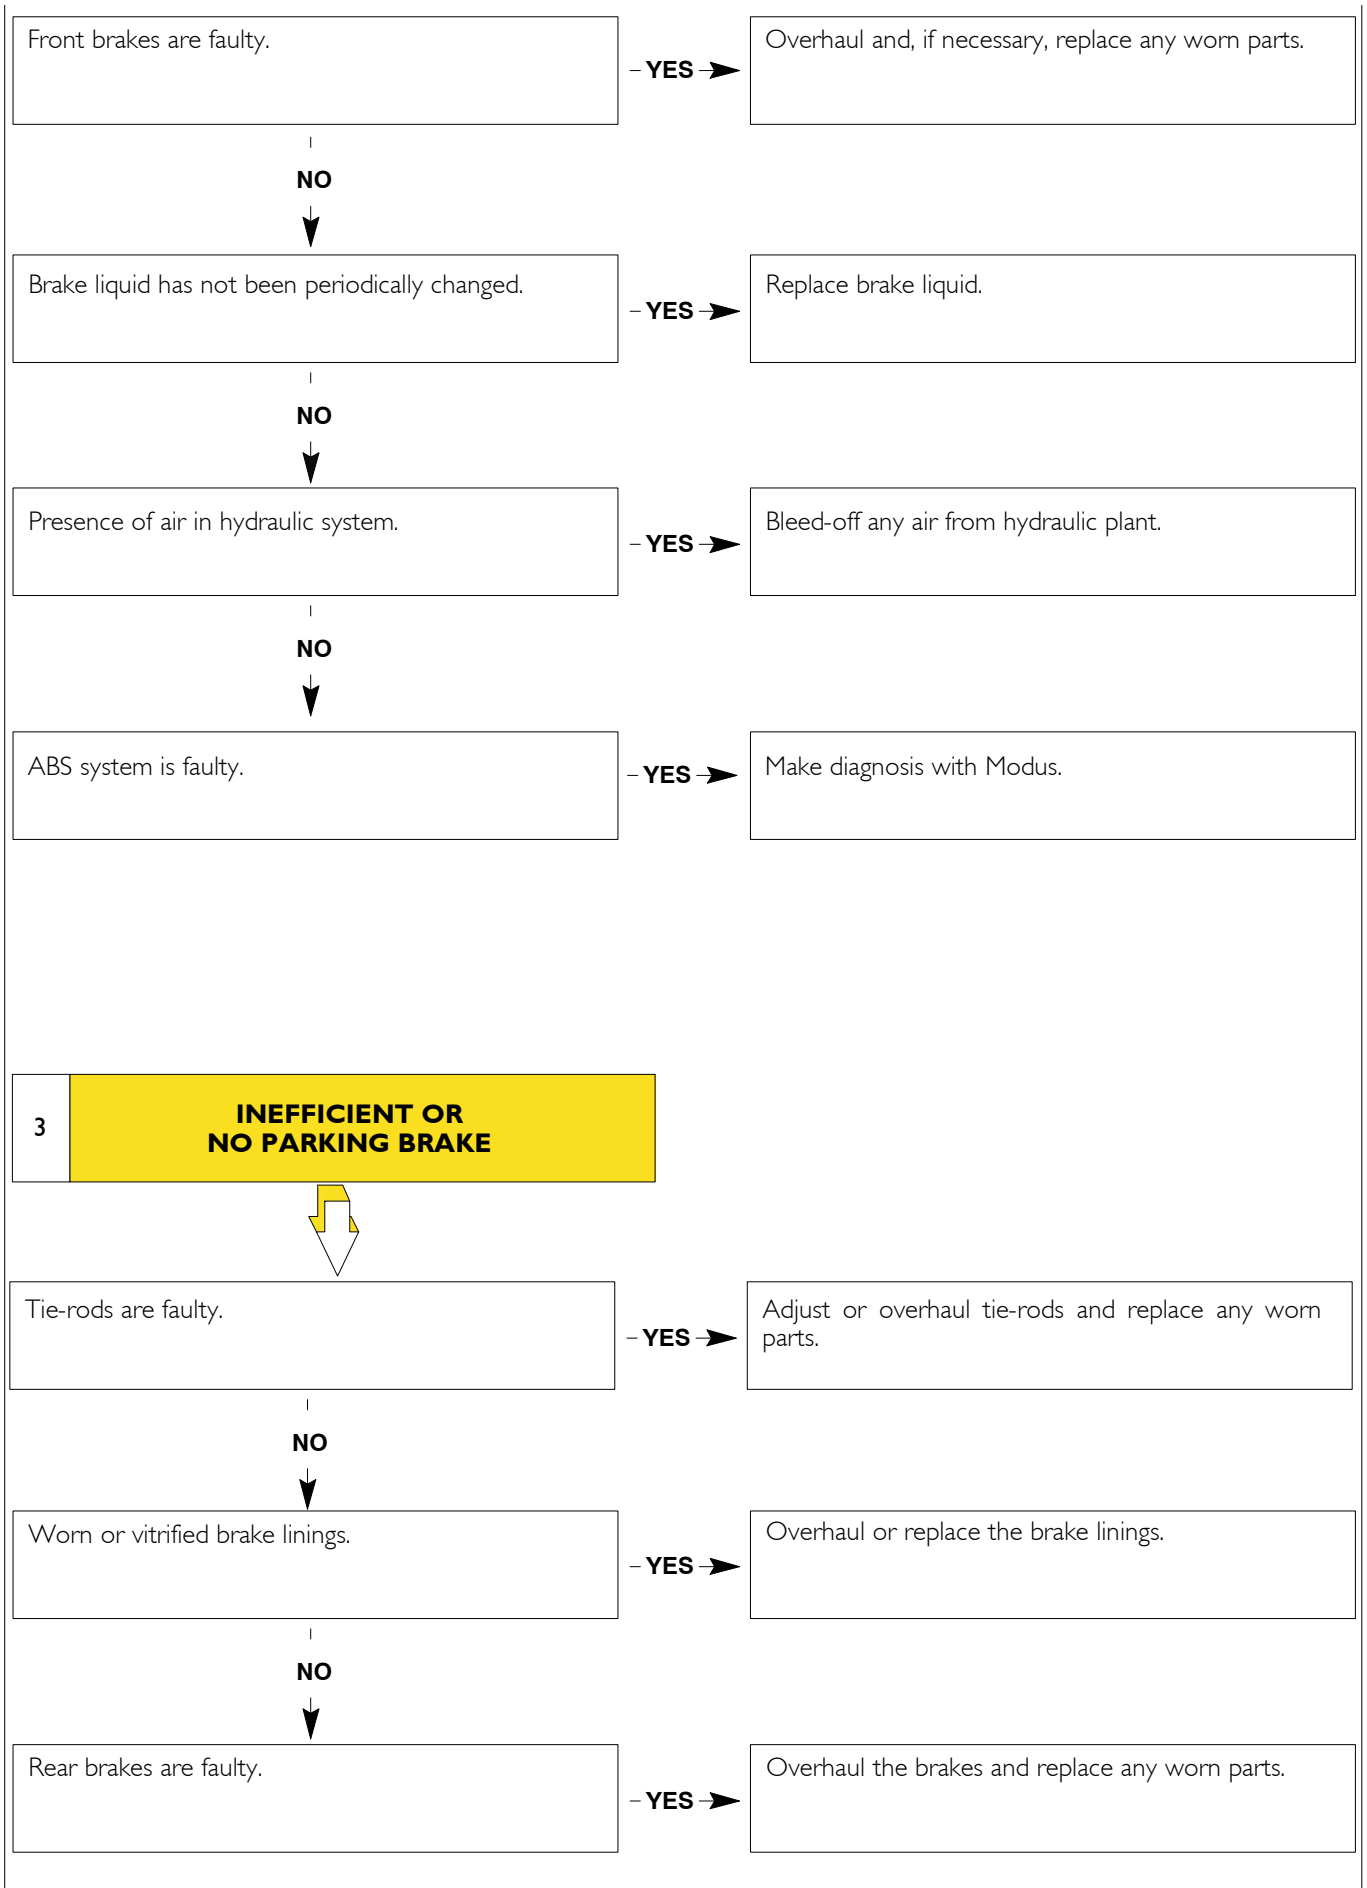 Front brakes are faulty.
YES
Overhaul and, if necessary, replace any worn parts.
NO
Brake liquid has not been periodically changed.
YES
Replace brake liquid.
NO
Presence of air in hydraulic system.
YES
Bleed-off any air from hydraulic plant.
NO
ABS system is faulty.
YES
Make diagnosis with Modus.
3
INEFFICIENT OR
NO PARKING BRAKE
Tie-rods are faulty.
YES
Adjust or overhaul tie-rods and replace any worn
parts.
NO
Worn or vitrified brake linings.
YES
Overhaul or replace the brake linings.
NO
Rear brakes are faulty.
YES
Overhaul the brakes and replace any worn parts.